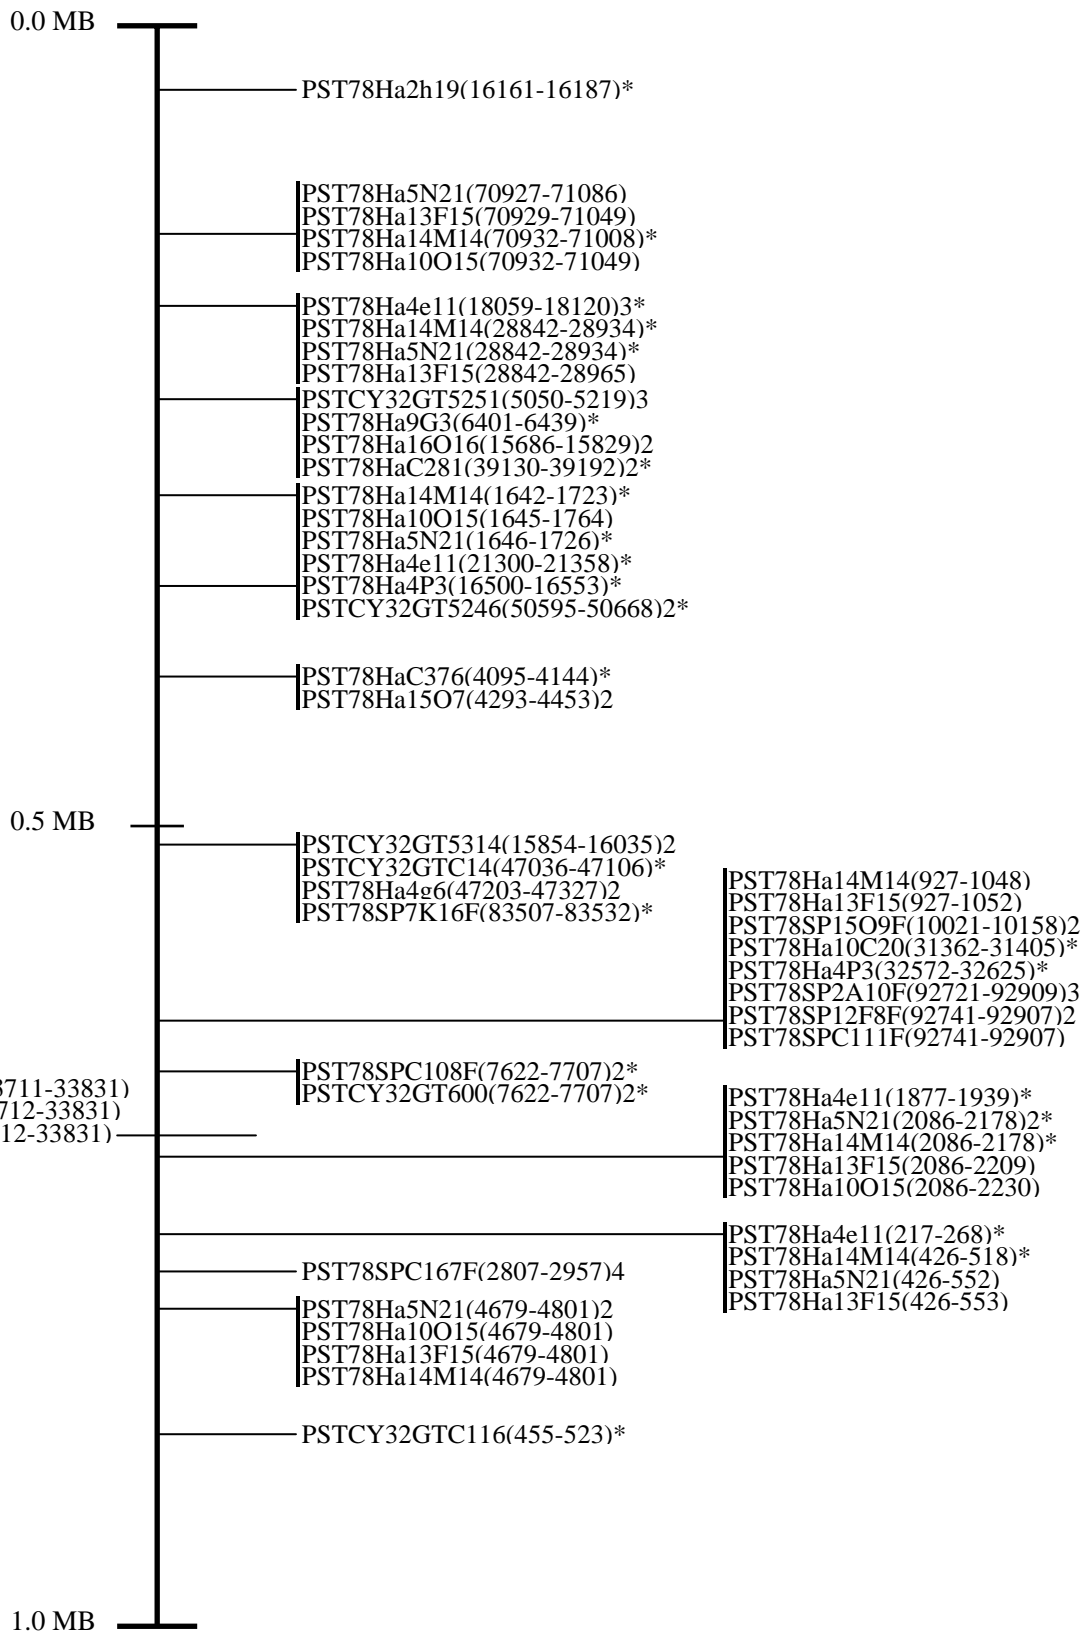 0.0 MB
PST78Ha2h19(16161-16187)*
PST78Ha5N21(70927-71086)
PST78Ha13F15(70929-71049)
PST78Ha14M14(70932-71008)*
PST78Ha10O15(70932-71049)
PST78Ha4e11(18059-18120)3*
PST78Ha14M14(28842-28934)*
PST78Ha5N21(28842-28934)*
PST78Ha13F15(28842-28965)
PSTCY32GT5251(5050-5219)3
PST78Ha9G3(6401-6439)*
PST78Ha16O16(15686-15829)2
PST78HaC281(39130-39192)2*
PST78Ha14M14(1642-1723)*
PST78Ha10O15(1645-1764)
PST78Ha5N21(1646-1726)*
PST78Ha4e11(21300-21358)*
PST78Ha4P3(16500-16553)*
PSTCY32GT5246(50595-50668)2*
PST78HaC376(4095-4144)*
PST78Ha15O7(4293-4453)2
0.5 MB
PSTCY32GT5314(15854-16035)2
PSTCY32GTC14(47036-47106)*
PST78Ha4g6(47203-47327)2
PST78SP7K16F(83507-83532)*
PST78Ha14M14(927-1048)
PST78Ha13F15(927-1052)
PST78SP15O9F(10021-10158)2
PST78Ha10C20(31362-31405)*
PST78Ha4P3(32572-32625)*
PST78SP2A10F(92721-92909)3
PST78SP12F8F(92741-92907)2
PST78SPC111F(92741-92907)
PST78SPC108F(7622-7707)2*
PSTCY32GT600(7622-7707)2*
3711-33831)
712-33831)
12-33831)
PST78Ha4e11(1877-1939)*
PST78Ha5N21(2086-2178)2*
PST78Ha14M14(2086-2178)*
PST78Ha13F15(2086-2209)
PST78Ha10O15(2086-2230)
PST78Ha4e11(217-268)*
PST78Ha14M14(426-518)*
PST78Ha5N21(426-552)
PST78Ha13F15(426-553)
PST78SPC167F(2807-2957)4
PST78Ha5N21(4679-4801)2
PST78Ha10O15(4679-4801)
PST78Ha13F15(4679-4801)
PST78Ha14M14(4679-4801)
PSTCY32GTC116(455-523)*
1.0 MB